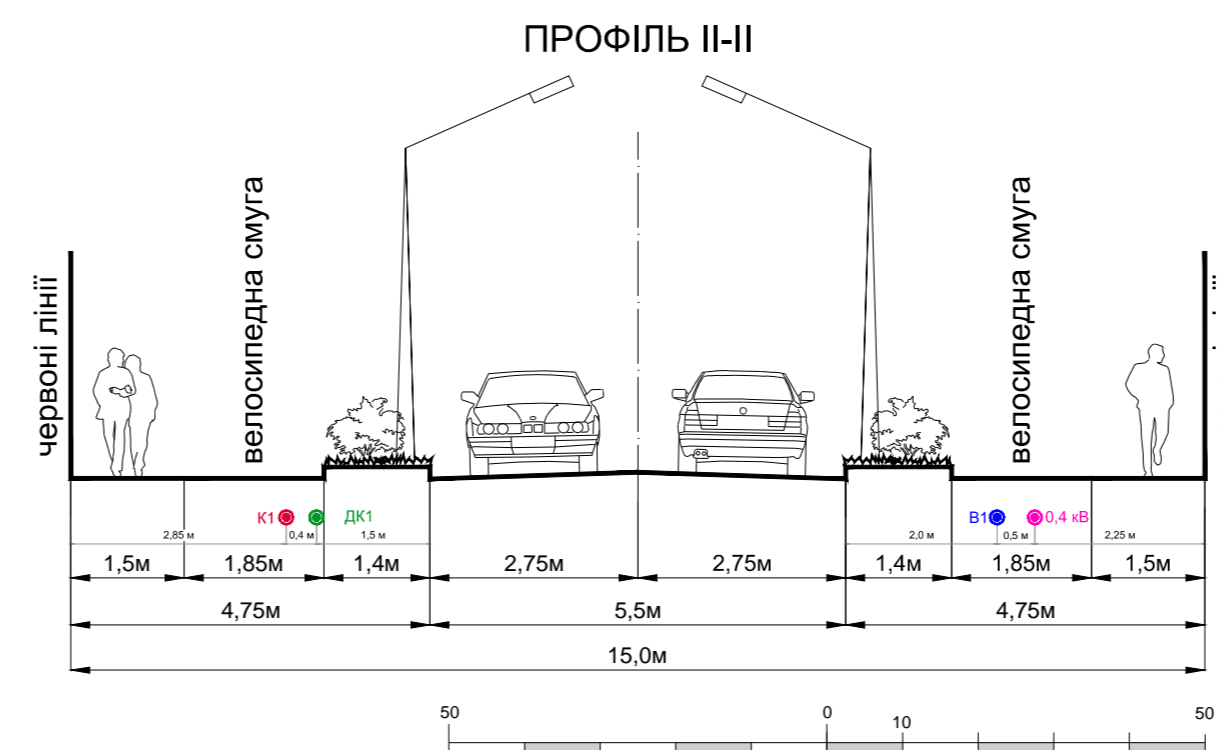 ПРОФІЛЬ II-II
червоні лінії
велосипедна смуга
велосипедна смуга
К1 ДК1 В1 0,4 кВ
2,85 м 0,4 м 1,5 м 2,0 м 0,5 м 2,25 м
1,5м 1,85м 1,4м 2,75м 2,75м 1,4м 1,85м 1,5м
4,75м 5,5м 4,75м
15,0м
50 0 10 50